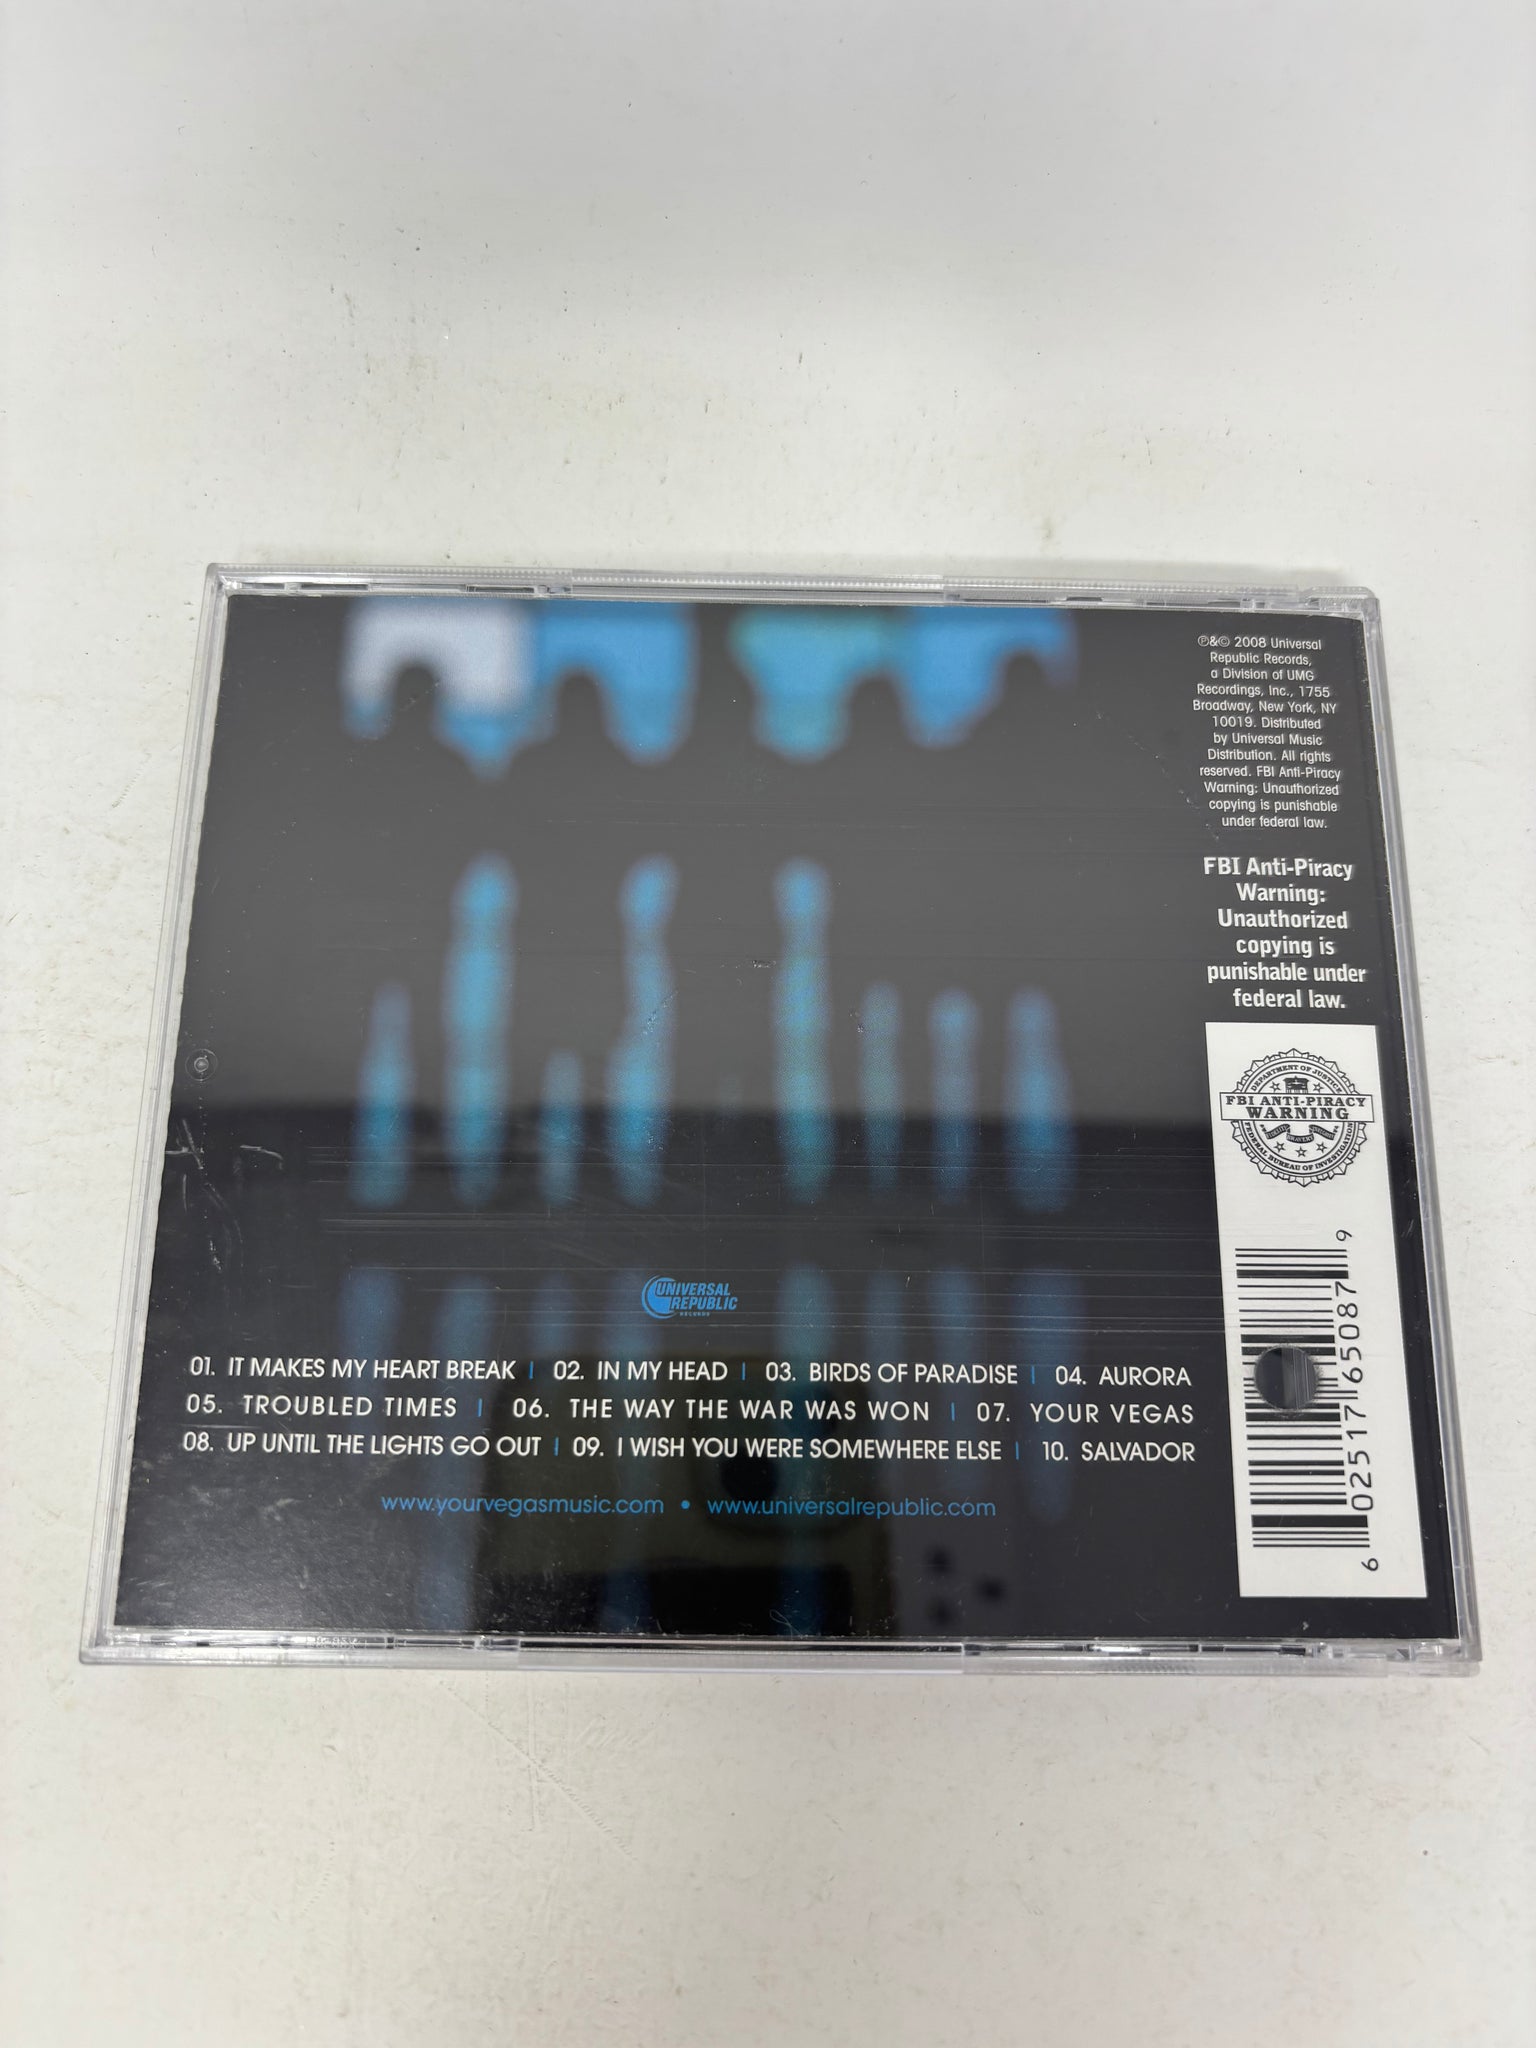 ℗&© 2008 Universal
Republic Records,
a Division of UMG
Recordings, Inc., 1755
Broadway, New York, NY
10019. Distributed
by Universal Music
Distribution. All rights
reserved. FBI Anti-Piracy
Warning: Unauthorized
copying is punishable
under federal law.
FBI Anti-Piracy
Warning:
Unauthorized
copying is
punishable under
federal law.
DEPARTMENT OF JUSTICE
FBI ANTI-PIRACY
WARNING
FIDELITY BRAVERY INTEGRITY
FEDERAL BUREAU OF INVESTIGATION
6 02517 65087 9
UNIVERSAL
REPUBLIC
RECORDS
01. IT MAKES MY HEART BREAK | 02. IN MY HEAD | 03. BIRDS OF PARADISE | 04. AURORA
05. TROUBLED TIMES | 06. THE WAY THE WAR WAS WON | 07. YOUR VEGAS
08. UP UNTIL THE LIGHTS GO OUT | 09. I WISH YOU WERE SOMEWHERE ELSE | 10. SALVADOR
www.yourvegasmusic.com • www.universalrepublic.com